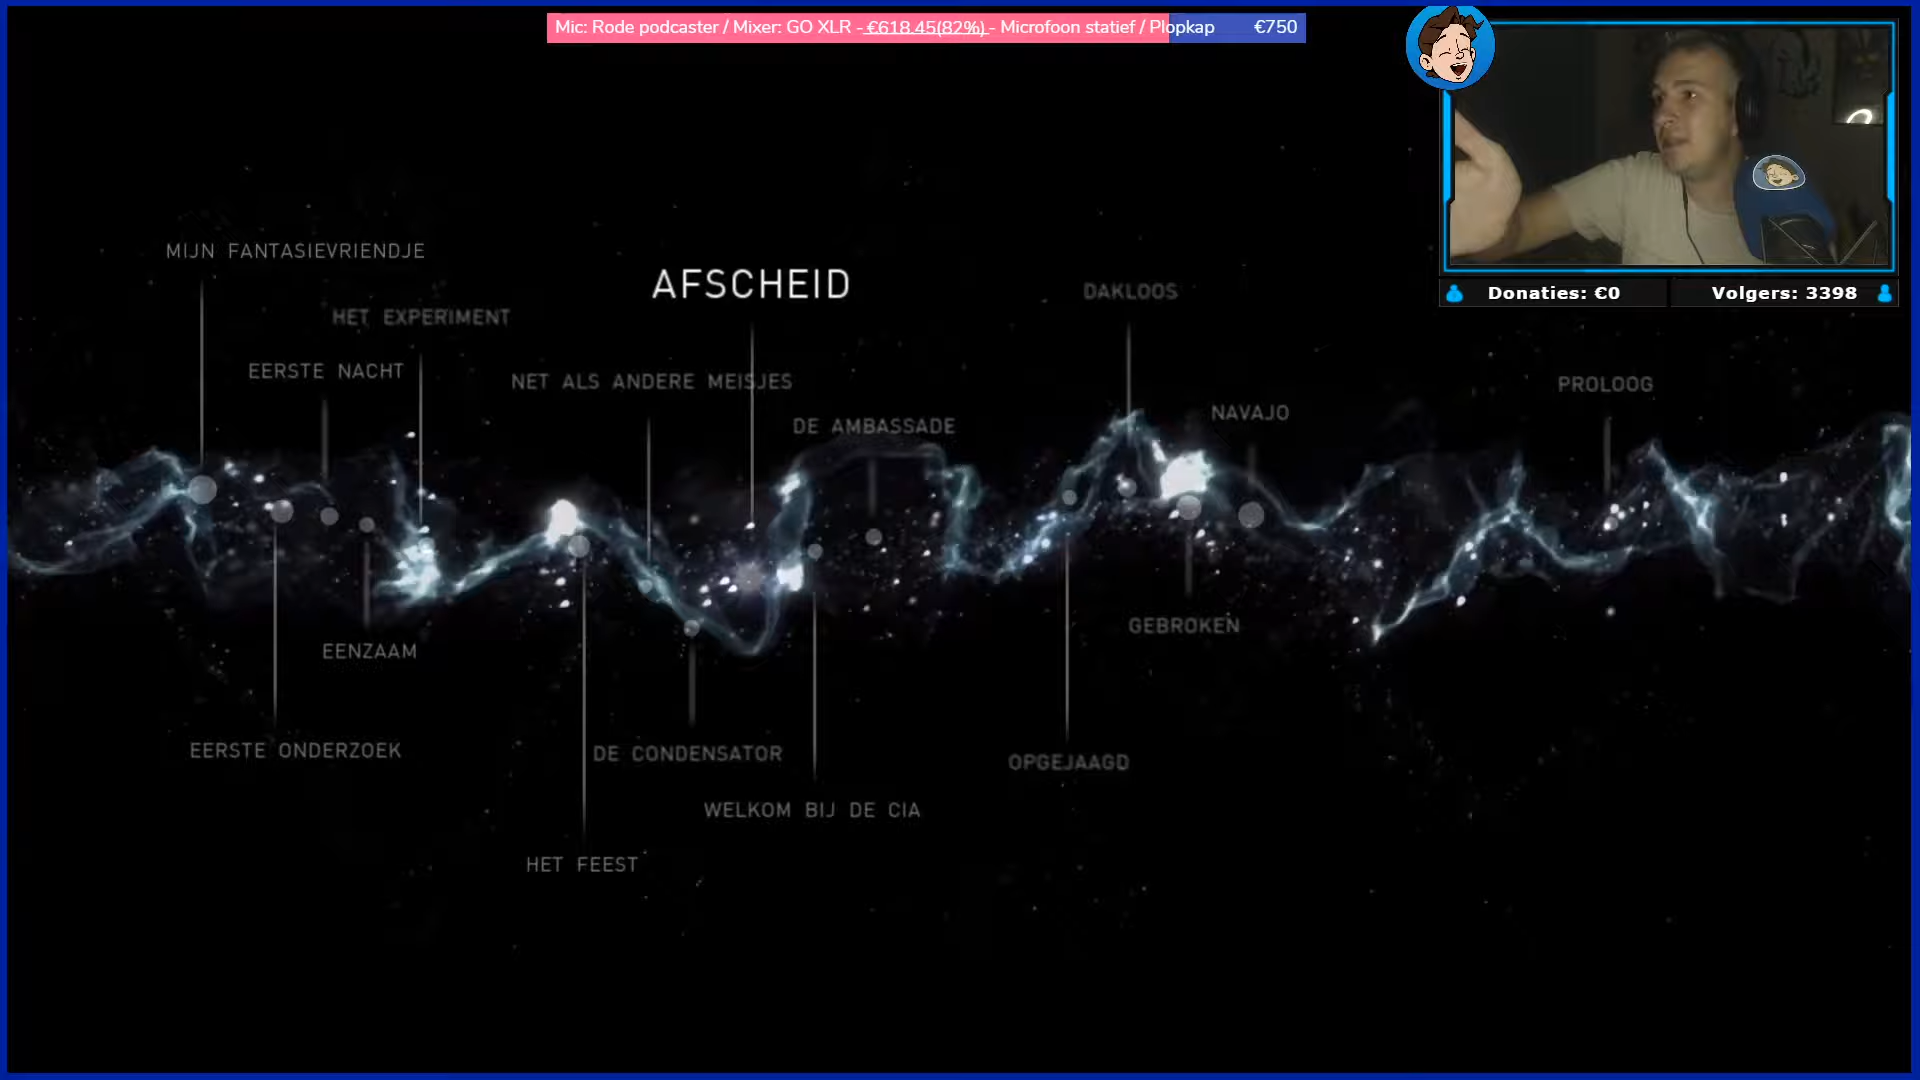 Mic: Rode podcaster / Mixer: GO XLR - €618.45(82%) - Microfoon statief / Plopkap €750
MIJN FANTASIEVRIENDJE
AFSCHEID
DAKLOOS
Donaties: €0
Volgers: 3398
HET EXPERIMENT
EERSTE NACHT
NET ALS ANDERE MEISJES
PROLOOG
DE AMBASSADE
NAVAJO
GEBROKEN
EENZAAM
EERSTE ONDERZOEK
DE CONDENSATOR
OPGEJAAGD
WELKOM BIJ DE CIA
HET FEEST